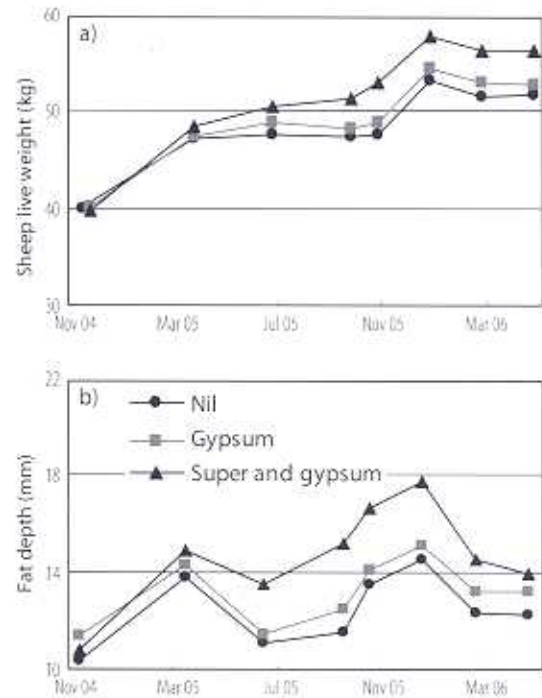 60
a)
50
40
30
Sheep live weight (kg)
Nov 04 Mar 05 Jul 05 Nov 05 Mar 06
22
b)
Nil
Gypsum
Super and gypsum
18
14
10
Fat depth (mm)
Nov 04 Mar 05 Jul 05 Nov 05 Mar 06